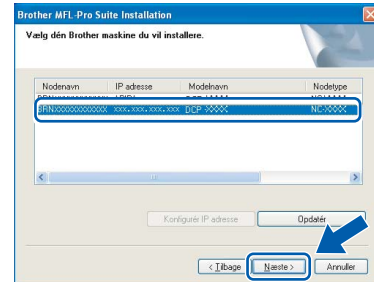 Brother MFL-Pro Suite Installation
Vælg dén Brother maskine du vil installere.
Nodenavn IP adresse Modelnavn Nodetype
BRNXXXXXXXXXXXX xxx.xxx.xxx.xxx DCP-XXXX NC-XXXX
Konfigurér IP adresse Opdatér
< Tilbage Næste > Annuller